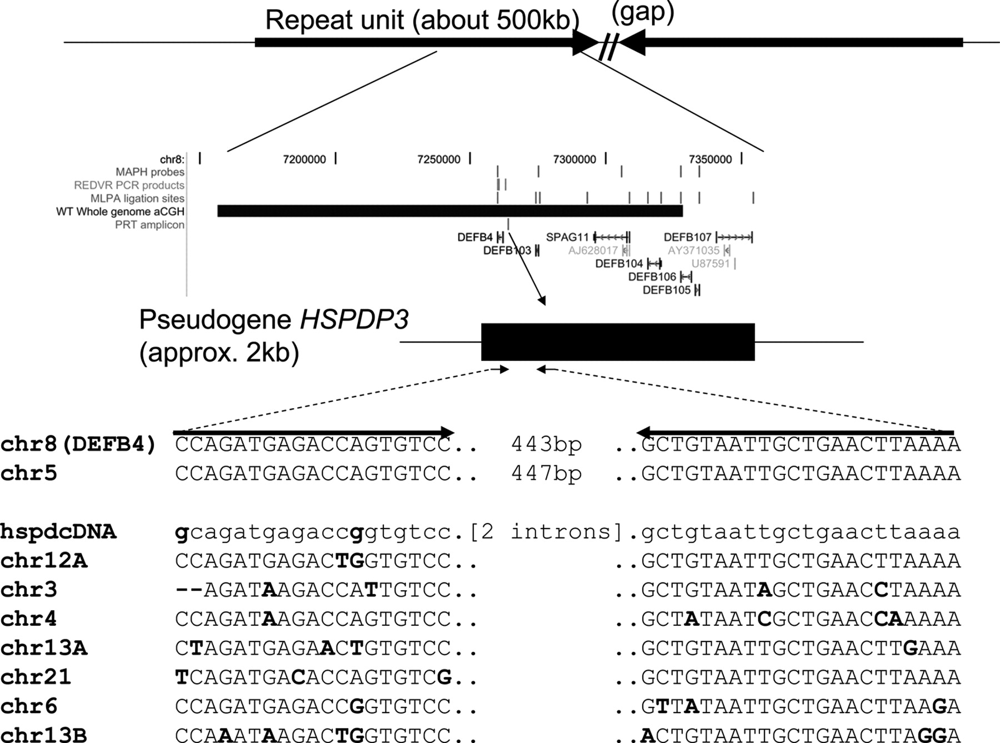 Repeat unit (about 500kb)
(gap)
chr8: 7200000 7250000 7300000 7350000
MAPH probes
REDVR PCR products
MLPA ligation sites
WT Whole genome aCGH
PRT amplicon
DEFB4 SPAG11 DEFB107
DEFB103 AJ628017 AY371035
DEFB104 U87591
DEFB106
DEFB105
Pseudogene HSPDP3
(approx. 2kb)
chr8(DEFB4) CCAGATGAGACCAGTGTCC.. 443bp ..GCTGTAATTGCTGAACTTAAAA
chr5 CCAGATGAGACCAGTGTCC.. 447bp ..GCTGTAATTGCTGAACTTAAAA
hspdcDNA gcagatgagaccggtgtcc.[2 introns].gctgtaattgctgaacttaaaa
chr12A CCAGATGAGACTGGTGTCC.. ..GCTGTAATTGCTGAACTTAAAA
chr3 --AGATAAGACCATTGTCC.. ..GCTGTAATAGCTGAACCTAAAA
chr4 CCAGATAAGACCAGTGTCC.. ..GCTATAATCGCTGAACCAAAAA
chr13A CTAGATGAGAACTGTGTCC.. ..GCTGTAATTGCTGAACTTGAAA
chr21 TCAGATGACACCAGTGTCG.. ..GCTGTAATTGCTGAACTTAAAA
chr6 CCAGATGAGACCGGTGTCC.. ..GTTATAATTGCTGAACTTAAGA
chr13B CCAAATAAGACTGGTGTCC.. ..ACTGTAATTGCTGAACTTAGGA